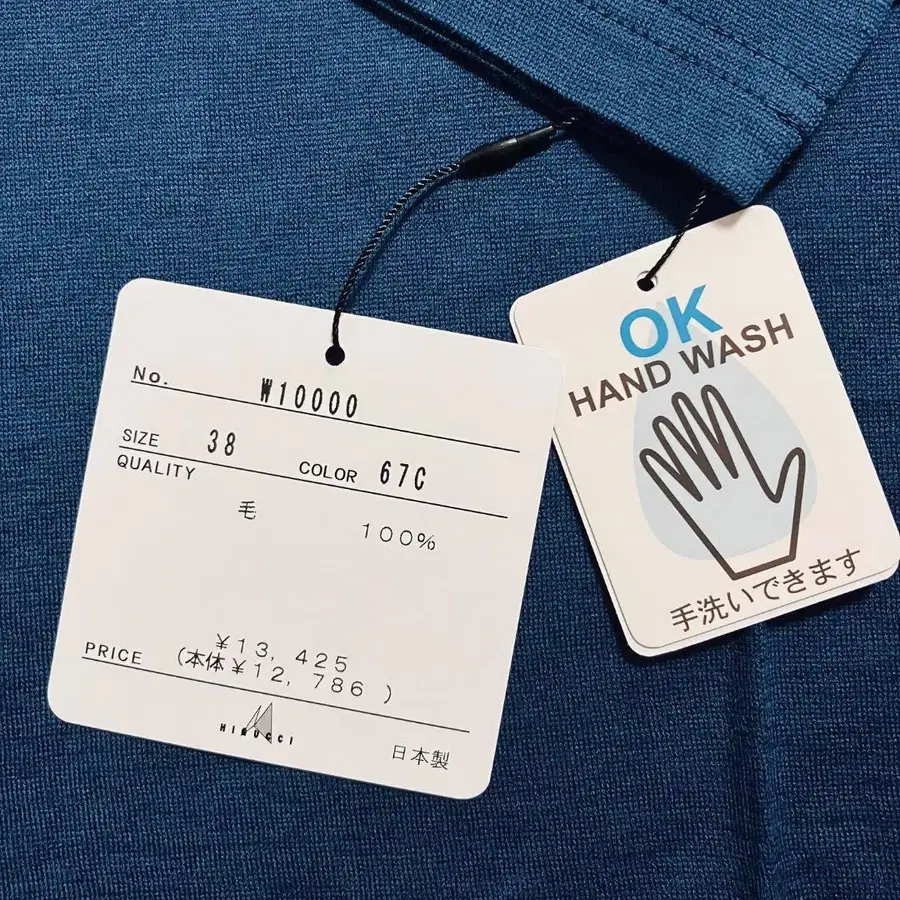 No. W10000
SIZE 38 COLOR 67C
QUALITY
毛 100%
¥13, 425
PRICE (本体¥12, 786 )
HIRUCCI
日本製
OK
HAND WASH
手洗いできます